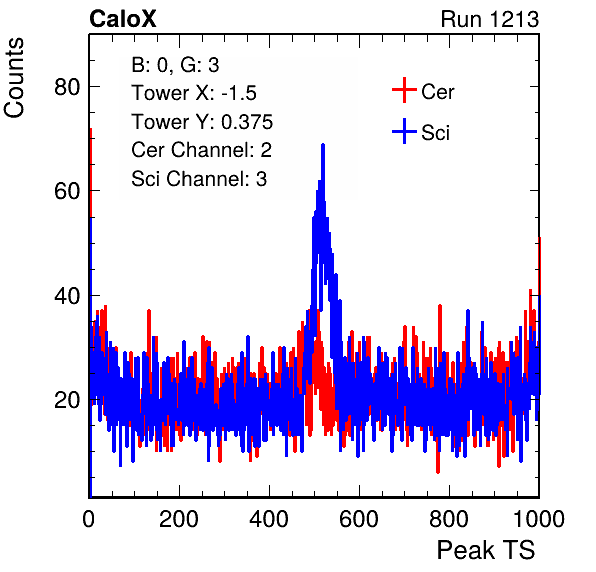 CaloX Run 1213
Counts
B: 0, G: 3
Tower X: -1.5
Tower Y: 0.375
Cer Channel: 2
Sci Channel: 3
Cer
Sci
80
60
40
20
0 200 400 600 800 1000
Peak TS